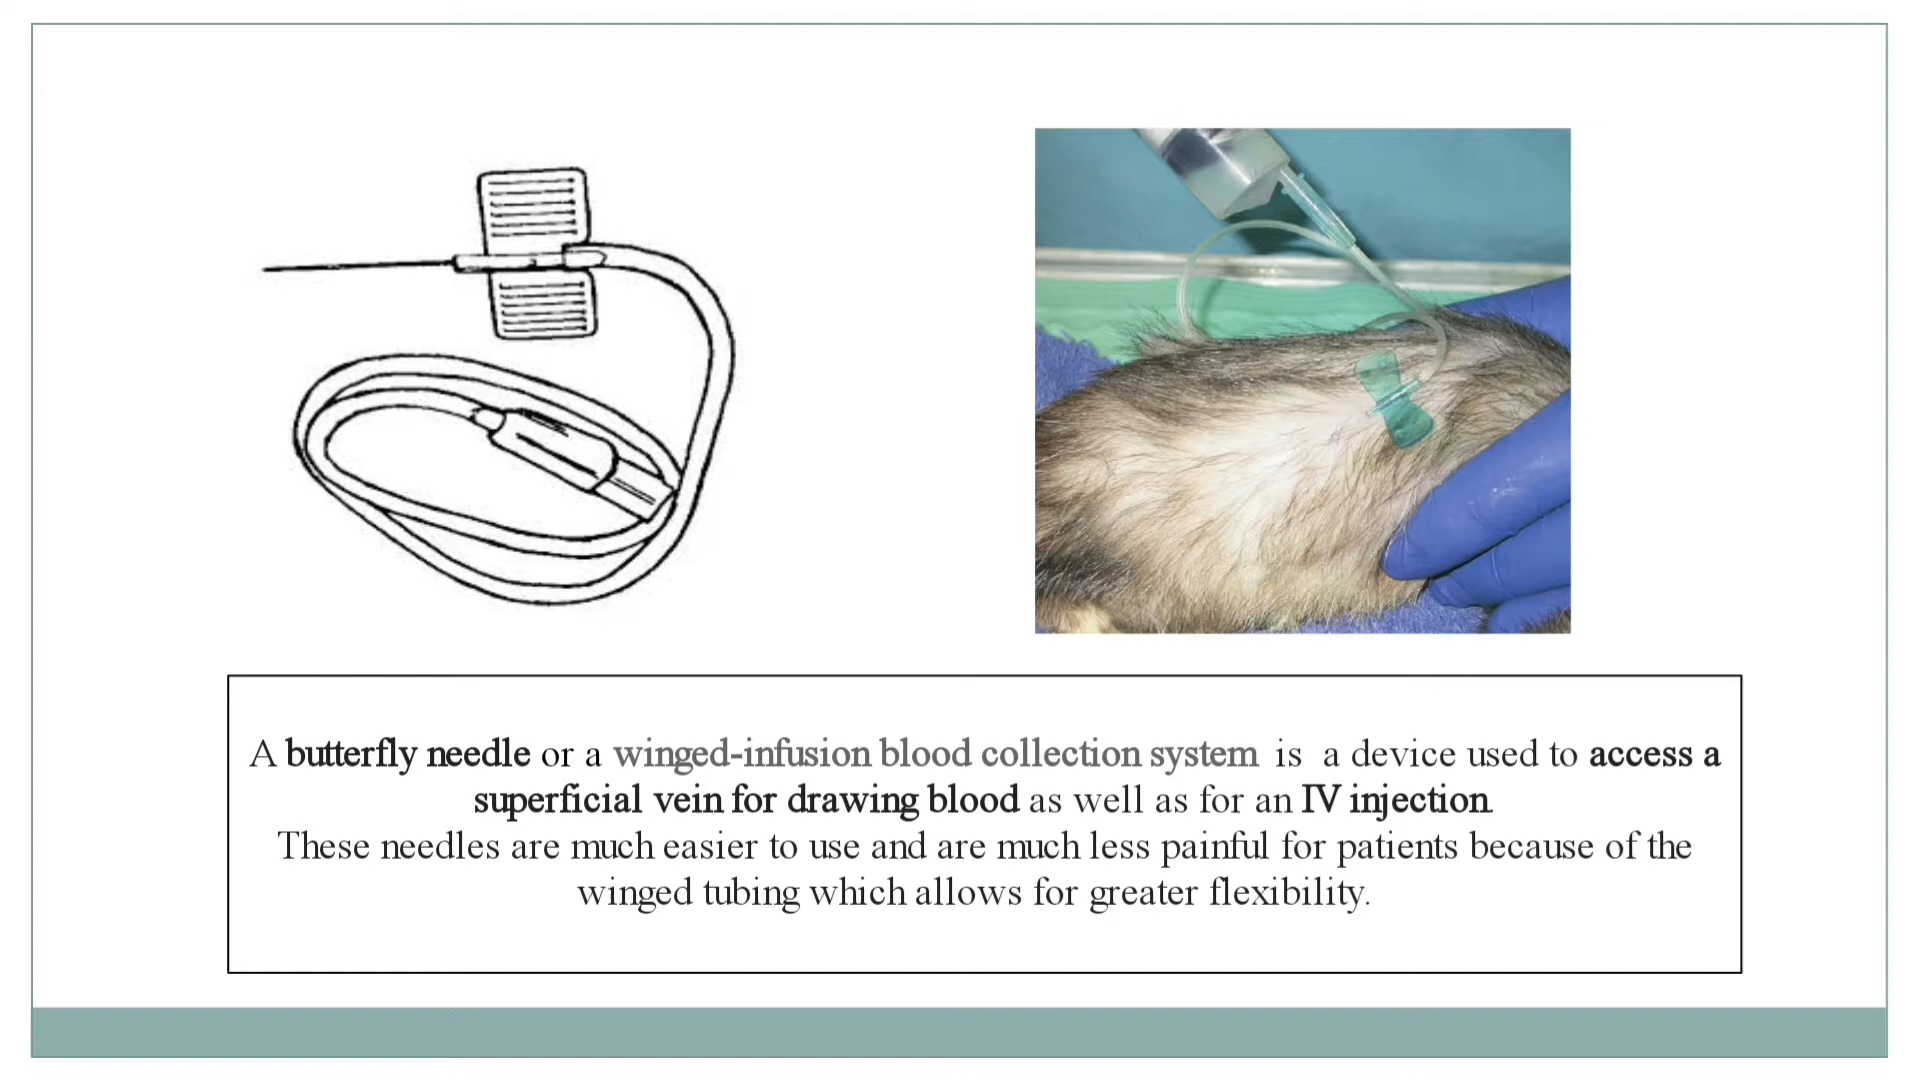 A butterfly needle or a winged-infusion blood collection system is a device used to access a
superficial vein for drawing blood as well as for an IV injection.
These needles are much easier to use and are much less painful for patients because of the
winged tubing which allows for greater flexibility.